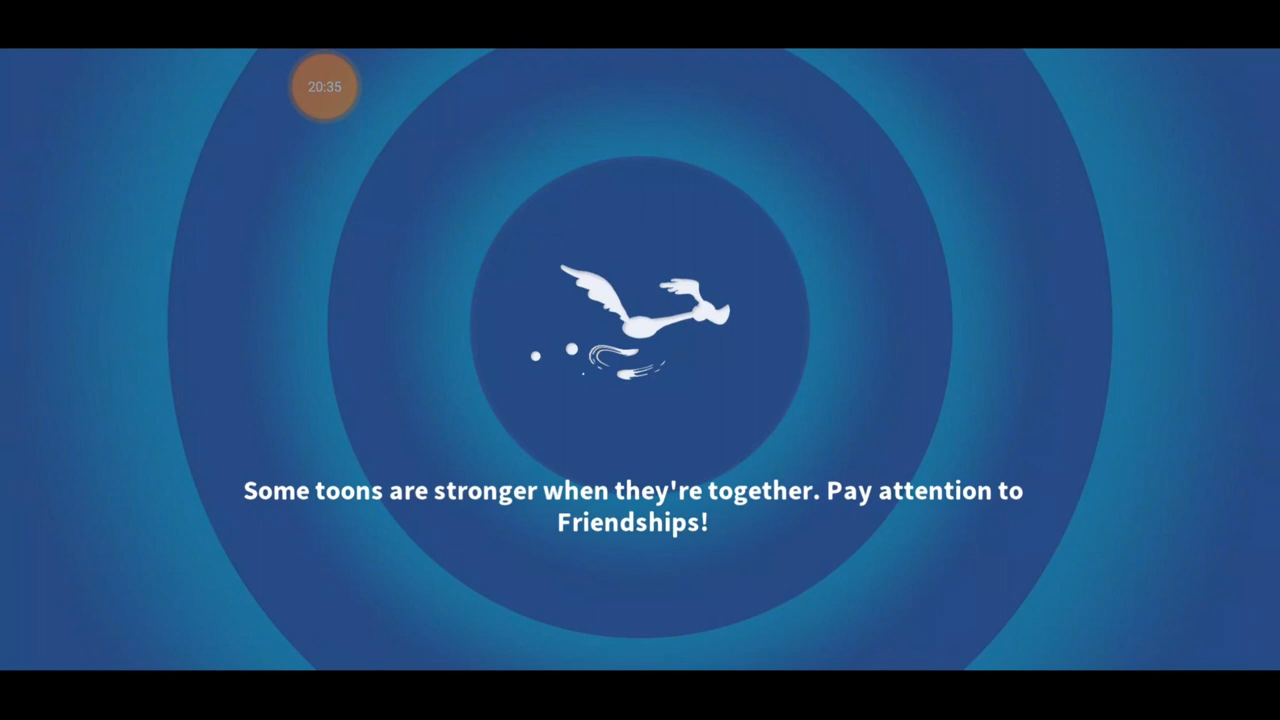 20:35
Some toons are stronger when they're together. Pay attention to
Friendships!